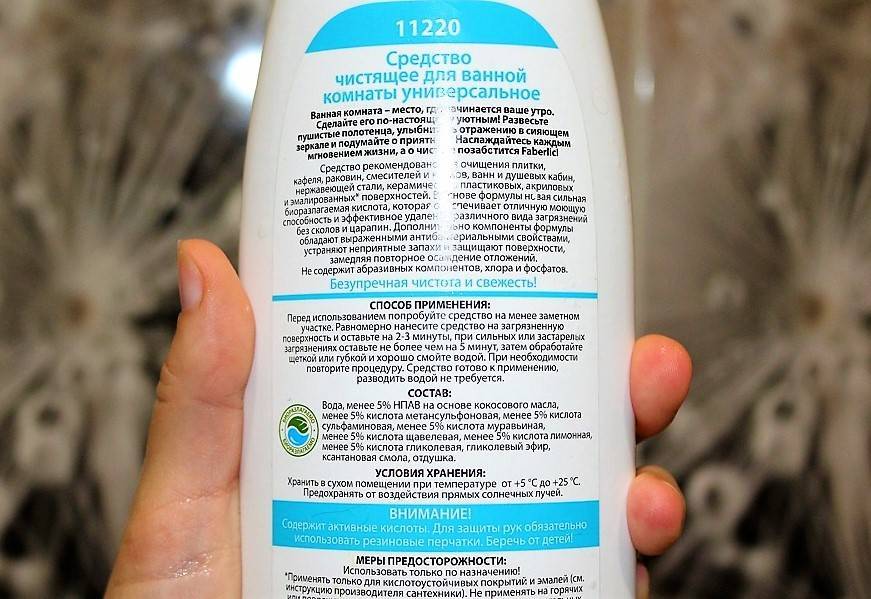 11220
Средство
чистящее для ванной
комнаты универсальное
Ванная комната – место, где начинается ваше утро.
Сделайте его по-настоящему уютным! Развесьте
пушистые полотенца, улыбнитесь отражению в сияющем
зеркале и подумайте о приятном. Наслаждайтесь каждым
мгновением жизни, а о чистоте позабстится Faberlic!
Средство рекомендовано для очищения плитки,
кафеля, раковин, смесителей и кранов, ванн и душевых кабин,
нержавеющей стали, керамических, пластиковых, акриловых
и эмалированных* поверхностей. В основе формулы новая сильная
биоразлагаемая кислота, которая обеспечивает отличную моющую
способность и эффективное удаление различного вида загрязнений
без сколов и царапин. Дополнительно компоненты формулы
обладают выраженными антибактериальными свойствами,
устраняют неприятные запахи и защищают поверхности,
замедляя повторное осаждение отложений.
Не содержит абразивных компонентов, хлора и фосфатов.
Безупречная чистота и свежесть!
СПОСОБ ПРИМЕНЕНИЯ:
Перед использованием попробуйте средство на менее заметном
участке. Равномерно нанесите средство на загрязненную
поверхность и оставьте на 2-3 минуты, при сильных или застарелых
загрязнениях оставьте не более чем на 5 минут, затем обработайте
щеткой или губкой и хорошо смойте водой. При необходимости
повторите процедуру. Средство готово к применению,
разводить водой не требуется.
СОСТАВ:
Вода, менее 5% НПАВ на основе кокосового масла,
менее 5% кислота метансульфоновая, менее 5% кислота
сульфаминовая, менее 5% кислота муравьиная,
менее 5% кислота щавелевая, менее 5% кислота лимонная,
менее 5% кислота гликолевая, гликолевый эфир,
ксантановая смола, отдушка.
БИОРАЗЛАГАЕМО
БИОРАЗЛАГАЕМО
УСЛОВИЯ ХРАНЕНИЯ:
Хранить в сухом помещении при температуре от +5 °C до +25 °C.
Предохранять от воздействия прямых солнечных лучей.
ВНИМАНИЕ!
Содержит активные кислоты. Для защиты рук обязательно
использовать резиновые перчатки. Беречь от детей!
МЕРЫ ПРЕДОСТОРОЖНОСТИ:
Использовать только по назначению!
*Применять только для кислотоустойчивых покрытий и эмалей (см.
инструкцию производителя сантехники). Не применять на горячих